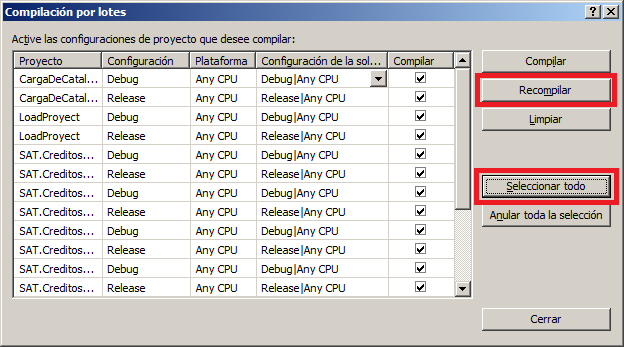 Compilación por lotes
Active las configuraciones de proyecto que desee compilar:
Proyecto Configuración Plataforma Configuración de la sol... Compilar
CargaDeCatal... Debug Any CPU Debug|Any CPU
CargaDeCatal... Release Any CPU Release|Any CPU
LoadProyect Debug Any CPU Debug|Any CPU
LoadProyect Release Any CPU Release|Any CPU
SAT.Creditos... Debug Any CPU Debug|Any CPU
SAT.Creditos... Release Any CPU Release|Any CPU
SAT.Creditos... Debug Any CPU Debug|Any CPU
SAT.Creditos... Release Any CPU Release|Any CPU
SAT.Creditos... Debug Any CPU Debug|Any CPU
SAT.Creditos... Release Any CPU Release|Any CPU
SAT.Creditos... Debug Any CPU Debug|Any CPU
SAT.Creditos... Release Any CPU Release|Any CPU
Compilar
Recompilar
Limpiar
Seleccionar todo
Anular toda la selección
Cerrar